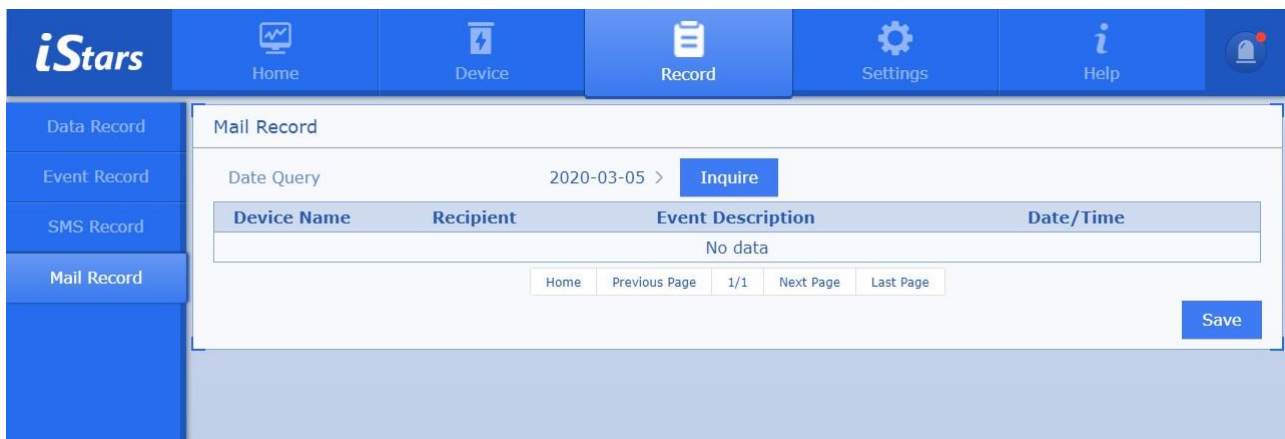 iStars
Home
Device
Record
Settings
Help
Data Record
Event Record
SMS Record
Mail Record
Mail Record
Date Query 2020-03-05 > Inquire
Device Name Recipient Event Description Date/Time
No data
Home Previous Page 1/1 Next Page Last Page
Save